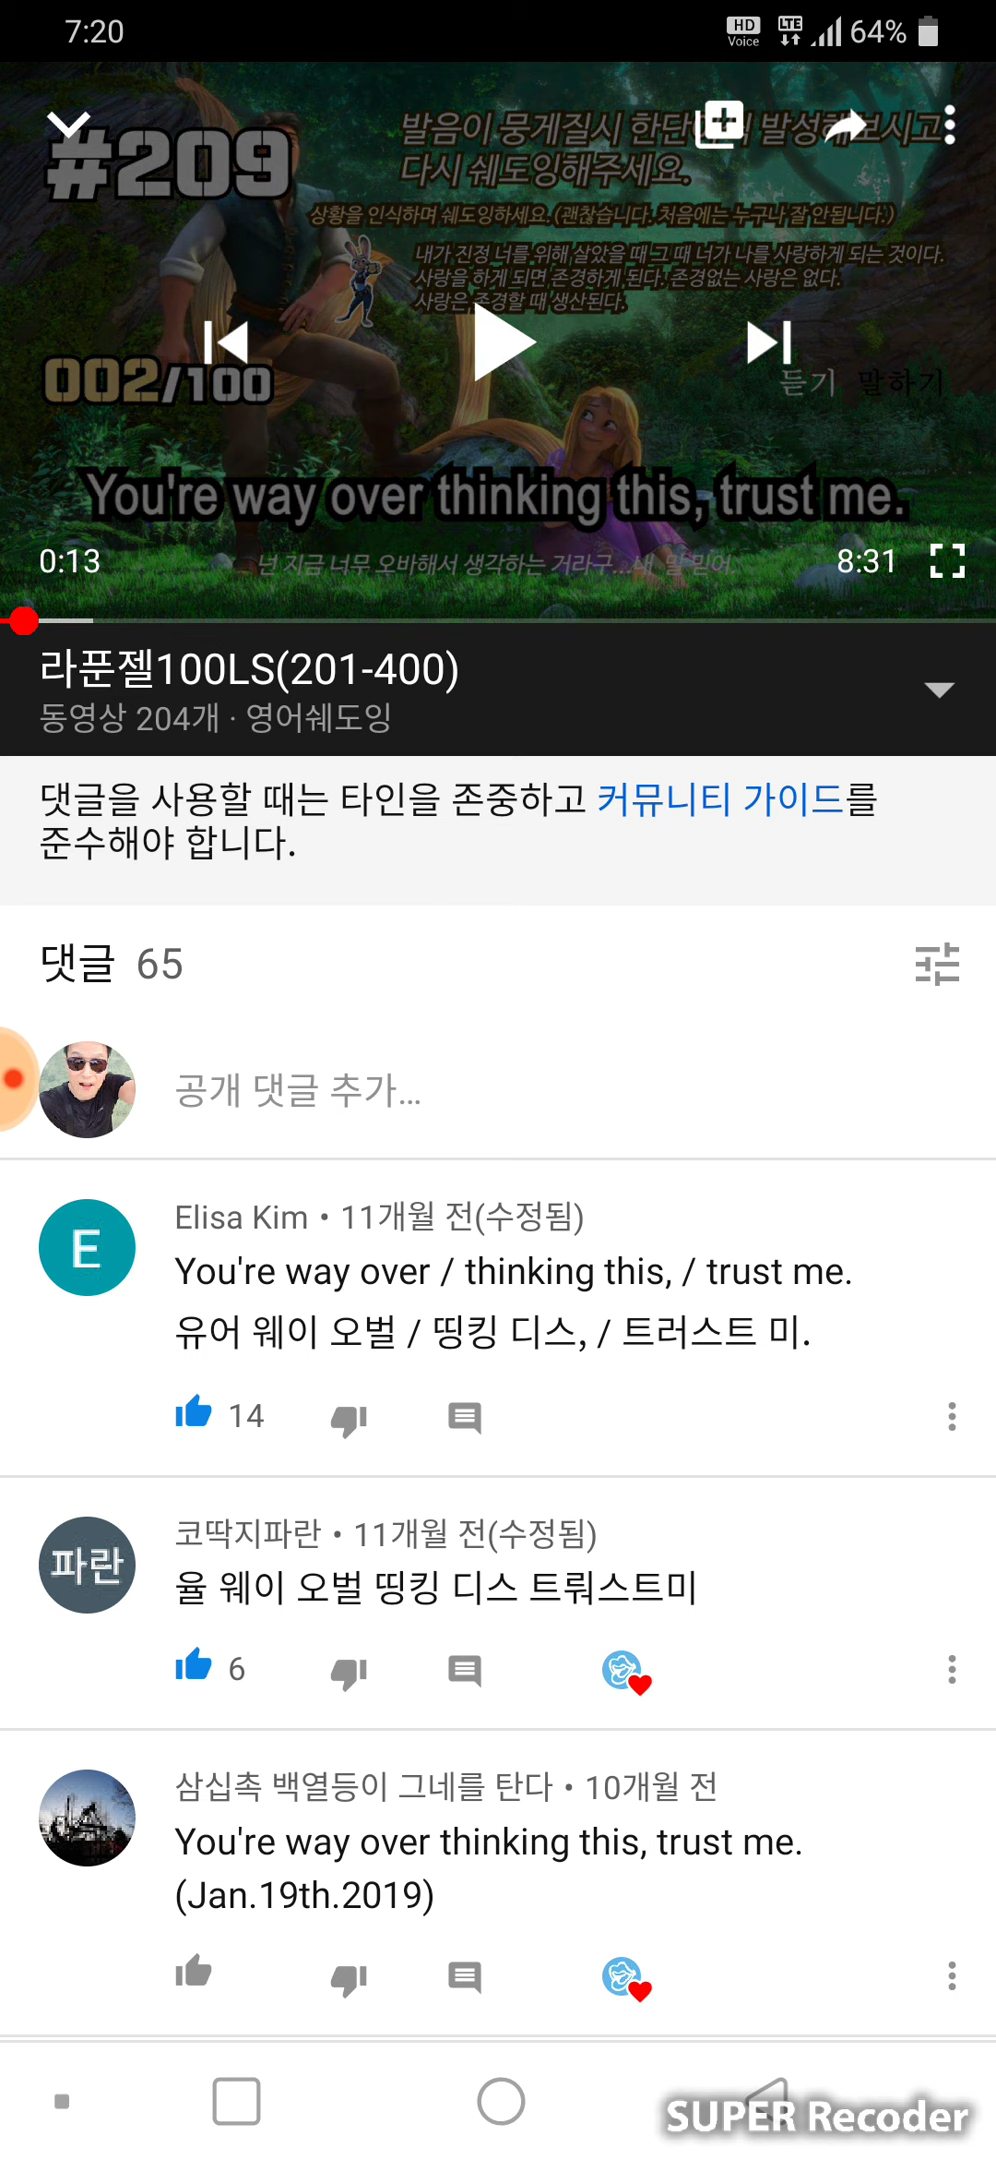 7:20
HD Voice LTE 64%
#209
발음이 뭉게질시 한단 발성해보시고
다시 쉐도잉해주세요.
상황을 인식하며 쉐도잉하세요.(괜찮습니다. 처음에는 누구나 잘 안됩니다.)
내가 진정 너를 위해 살았을 때 그 때 너가 나를 사랑하게 되는 것이다.
사랑을 하게 되면 존경하게 된다. 존경없는 사랑은 없다.
사랑은 존경할 때 생산된다.
002/100
듣기 말하기
You're way over thinking this, trust me.
넌 지금 너무 오바해서 생각하는 거라구...내 말 믿어.
0:13
8:31
라푼젤100LS(201-400)
동영상 204개 · 영어쉐도잉
댓글을 사용할 때는 타인을 존중하고 커뮤니티 가이드를
준수해야 합니다.
댓글 65
공개 댓글 추가...
E
Elisa Kim • 11개월 전(수정됨)
You're way over / thinking this, / trust me.
유어 웨이 오벌 / 띵킹 디스, / 트러스트 미.
14
파란
코딱지파란 • 11개월 전(수정됨)
율 웨이 오벌 띵킹 디스 트뤄스트미
6
삼십촉 백열등이 그네를 탄다 • 10개월 전
You're way over thinking this, trust me.
(Jan.19th.2019)
SUPER Recoder